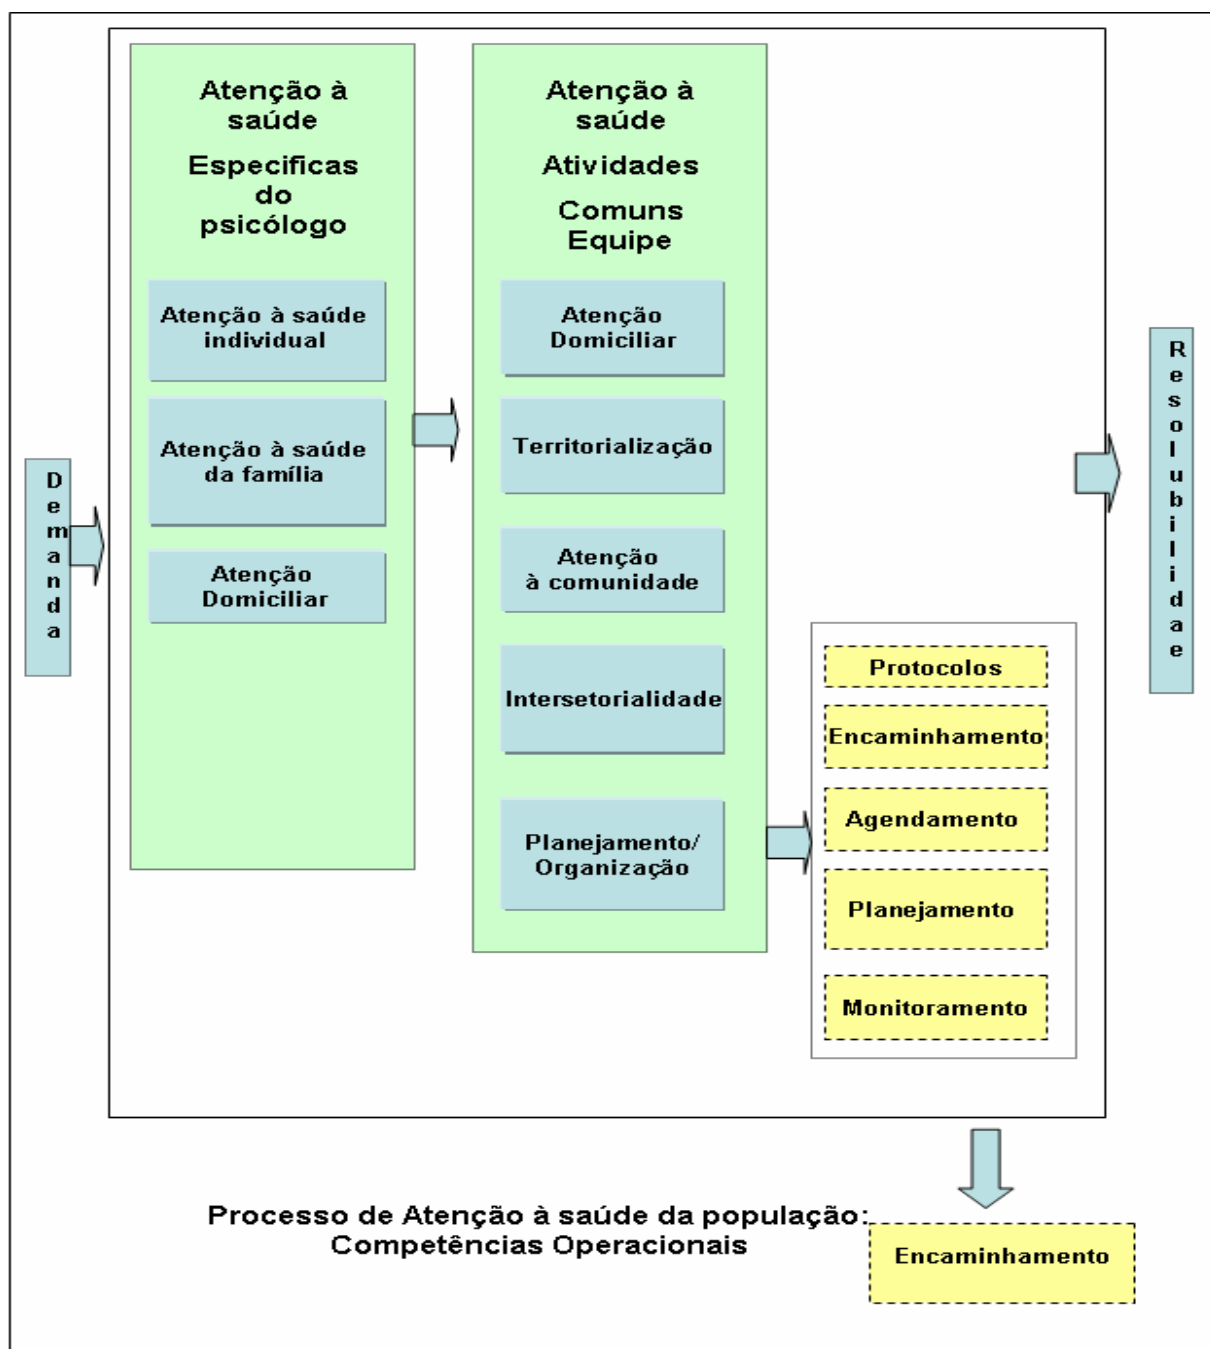 Demanda
Atenção à
saúde
Especificas
do
psicólogo
Atenção à saúde
individual
Atenção à saúde
da família
Atenção
Domiciliar
Atenção à
saúde
Atividades
Comuns
Equipe
Atenção
Domiciliar
Territorialização
Atenção
à comunidade
Intersetorialidade
Planejamento/
Organização
Protocolos
Encaminhamento
Agendamento
Planejamento
Monitoramento
Resolubilidae
Processo de Atenção à saúde da população:
Competências Operacionais
Encaminhamento